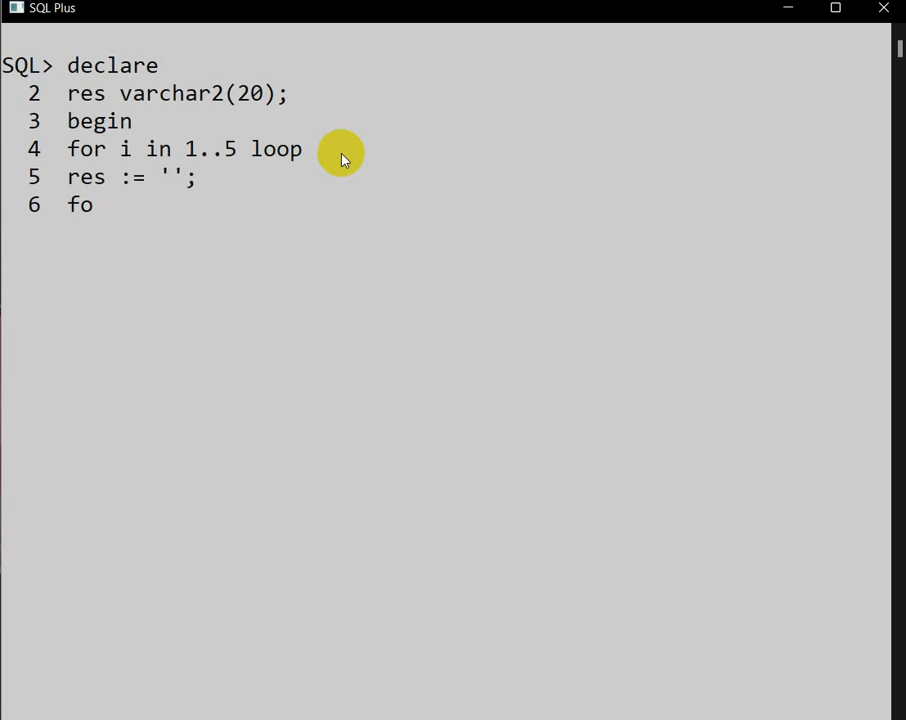 SQL Plus
SQL> declare
2 res varchar2(20);
3 begin
4 for i in 1..5 loop
5 res := '';
6 fo